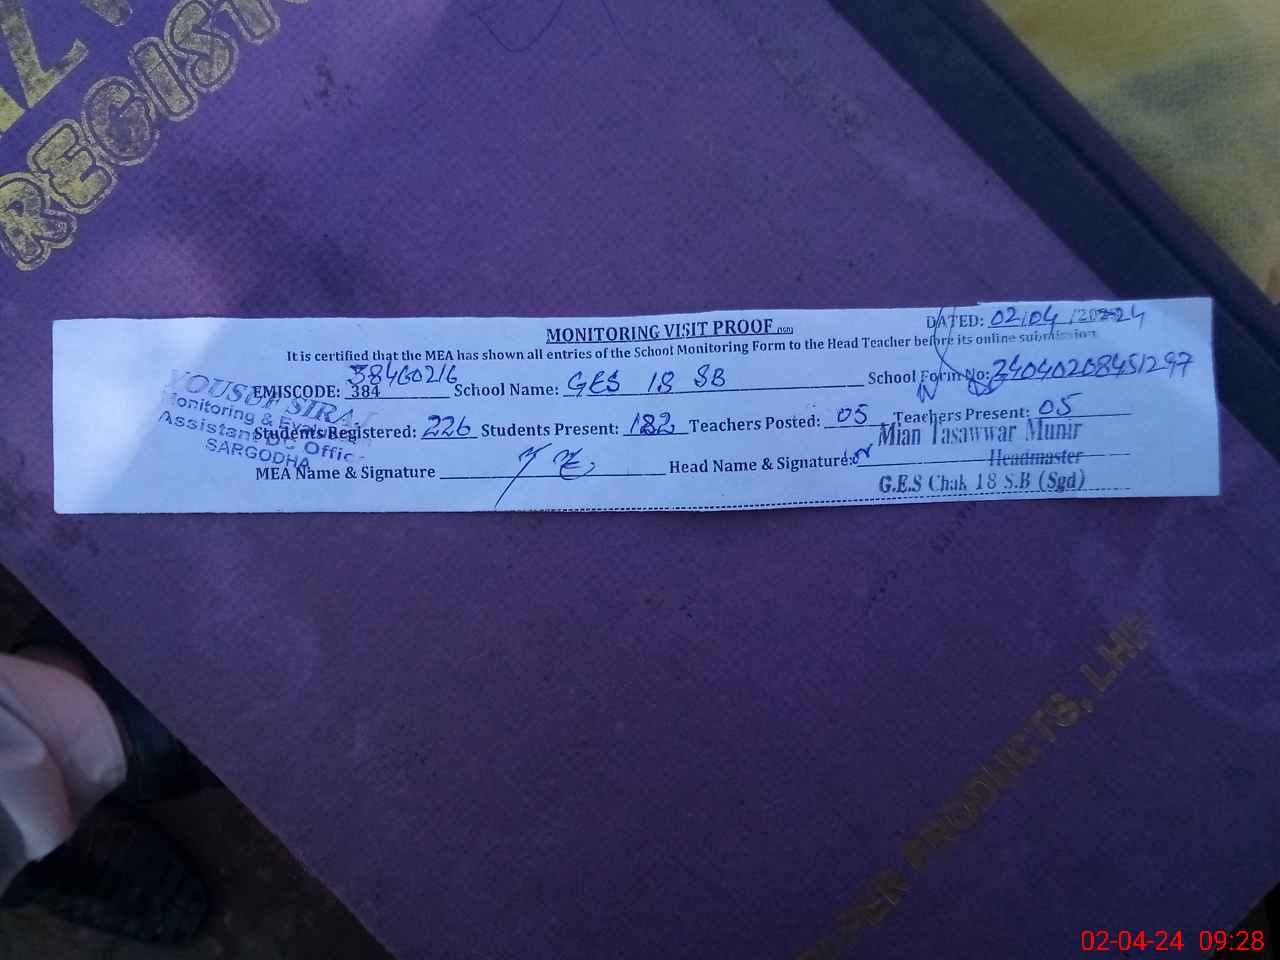 REGIST
MONITORING VISIT PROOF
DATED: 02/04/2024
It is certified that the MEA has shown all entries of the School Monitoring Form to the Head Teacher before its online submission
38460216
EMISCODE: 384 School Name: GES 18 SB School Form No: 24040208451297
YOUSUF SIRAJ
Monitoring & Evaluation
Assistant DC Office
SARGODHA
Students Registered: 226 Students Present: 182 Teachers Posted: 05 Teachers Present: 05
MEA Name & Signature Head Name & Signature:
Mian Tasawwar Munir
Headmaster
G.E.S Chak 18 S.B (Sgd)
PRODUCTS, LHR
02-04-24 09:28